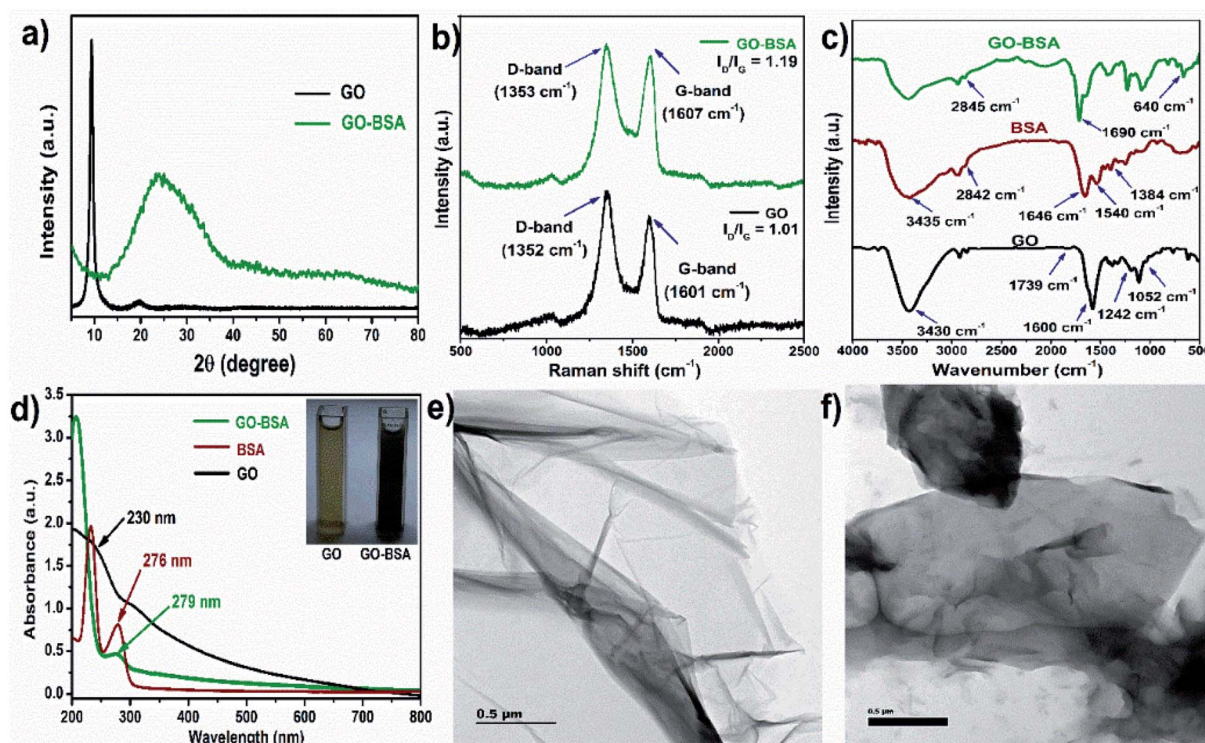 a)
Intensity (a.u.)
GO
GO-BSA
5 10 20 30 40 50 60 70 80
2θ (degree)
b)
Intensity (a.u.)
GO-BSA
I_D/I_G = 1.19
D-band
(1353 cm⁻¹)
G-band
(1607 cm⁻¹)
GO
I_D/I_G = 1.01
D-band
(1352 cm⁻¹)
G-band
(1601 cm⁻¹)
500 1000 1500 2000 2500
Raman shift (cm⁻¹)
c)
Intensity (a.u.)
GO-BSA
2845 cm⁻¹
640 cm⁻¹
1690 cm⁻¹
BSA
2842 cm⁻¹
1384 cm⁻¹
3435 cm⁻¹
1646 cm⁻¹
1540 cm⁻¹
GO
1739 cm⁻¹
1052 cm⁻¹
1600 cm⁻¹
1242 cm⁻¹
3430 cm⁻¹
4000 3500 3000 2500 2000 1500 1000 500
Wavenumber (cm⁻¹)
d)
Absorbance (a.u.)
3.5
3.0
2.5
2.0
1.5
1.0
0.5
0.0
GO-BSA
BSA
GO
230 nm
276 nm
279 nm
GO GO-BSA
200 300 400 500 600 700 800
Wavelength (nm)
e)
0.5 µm
f)
0.5 µm